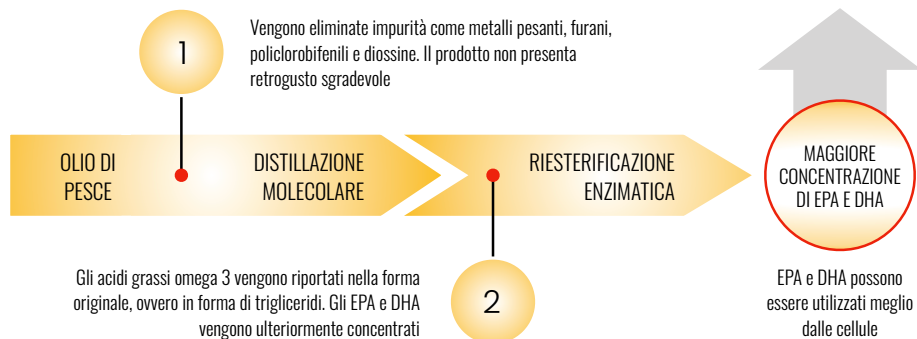 1
Vengono eliminate impurità come metalli pesanti, furani,
policlorobifenili e diossine. Il prodotto non presenta
retrogusto sgradevole
OLIO DI
PESCE
DISTILLAZIONE
MOLECOLARE
RIESTERIFICAZIONE
ENZIMATICA
MAGGIORE
CONCENTRAZIONE
DI EPA E DHA
Gli acidi grassi omega 3 vengono riportati nella forma
originale, ovvero in forma di trigliceridi. Gli EPA e DHA
vengono ulteriormente concentrati
2
EPA e DHA possono
essere utilizzati meglio
dalle cellule